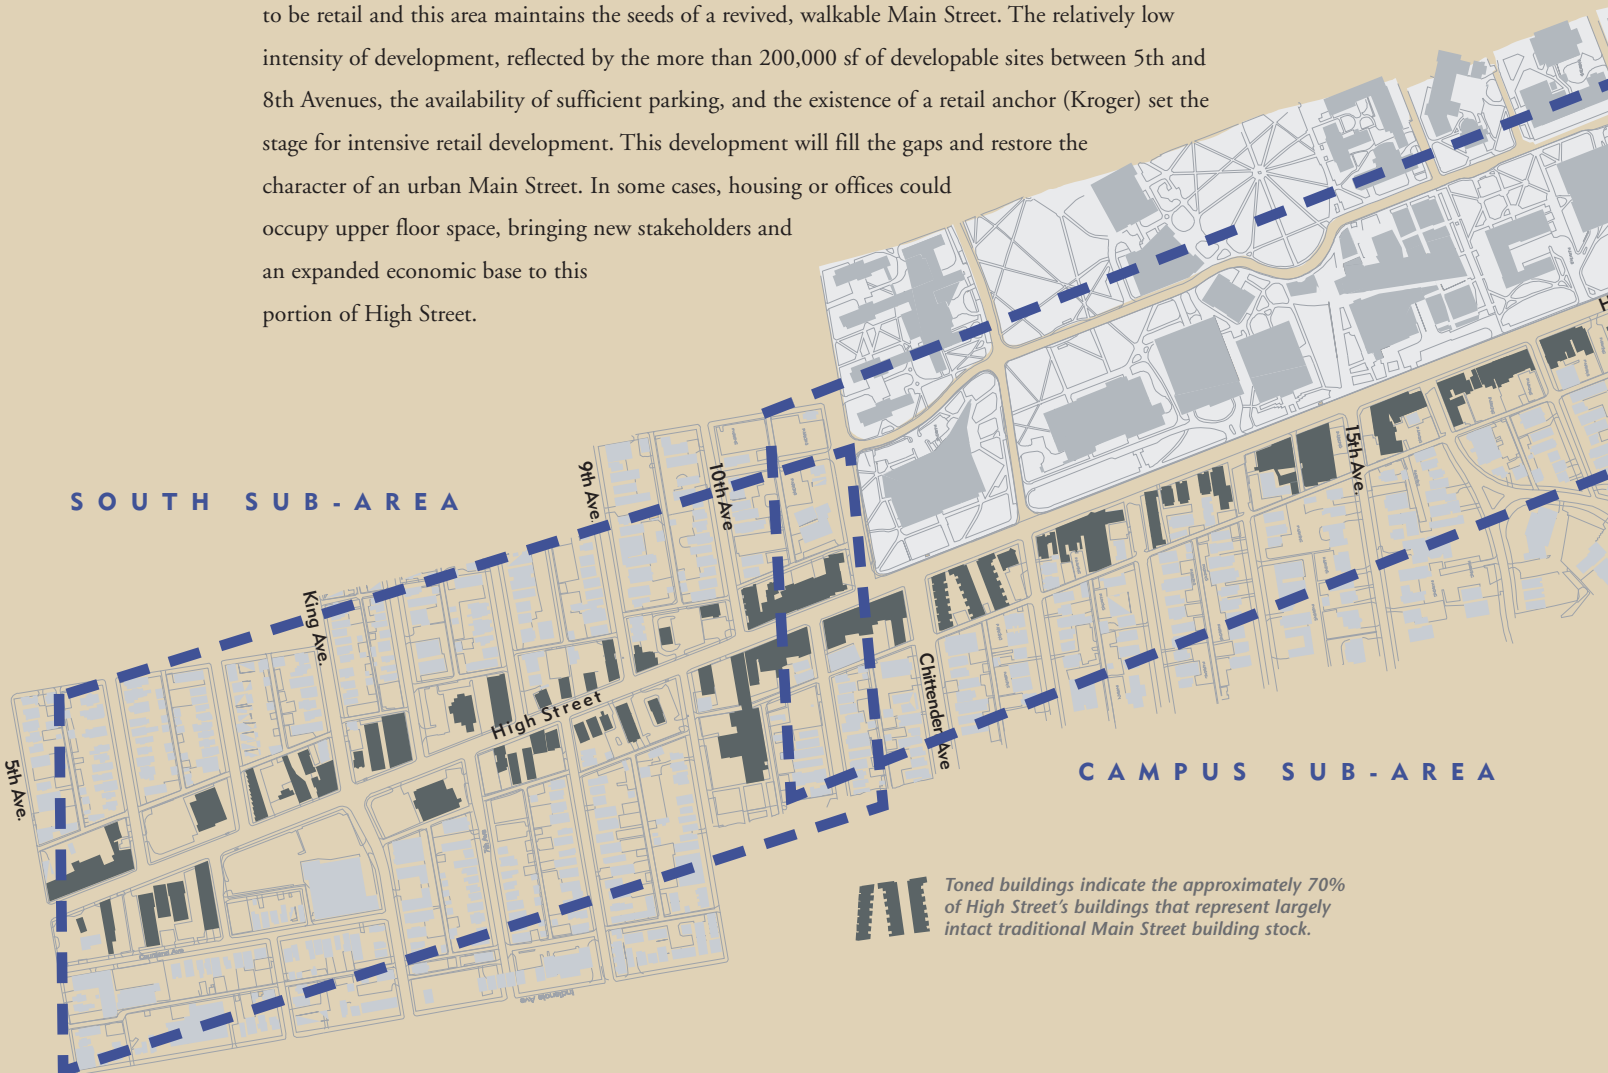 to be retail and this area maintains the seeds of a revived, walkable Main Street. The relatively low
intensity of development, reflected by the more than 200,000 sf of developable sites between 5th and
8th Avenues, the availability of sufficient parking, and the existence of a retail anchor (Kroger) set the
stage for intensive retail development. This development will fill the gaps and restore the
character of an urban Main Street. In some cases, housing or offices could
occupy upper floor space, bringing new stakeholders and
an expanded economic base to this
portion of High Street.
SOUTH SUB-AREA
9th Ave.
10th Ave
15th Ave.
King Ave.
High Street
Chittenden Ave
5th Ave.
CAMPUS SUB-AREA
Toned buildings indicate the approximately 70%
of High Street's buildings that represent largely
intact traditional Main Street building stock.
Indianola Ave